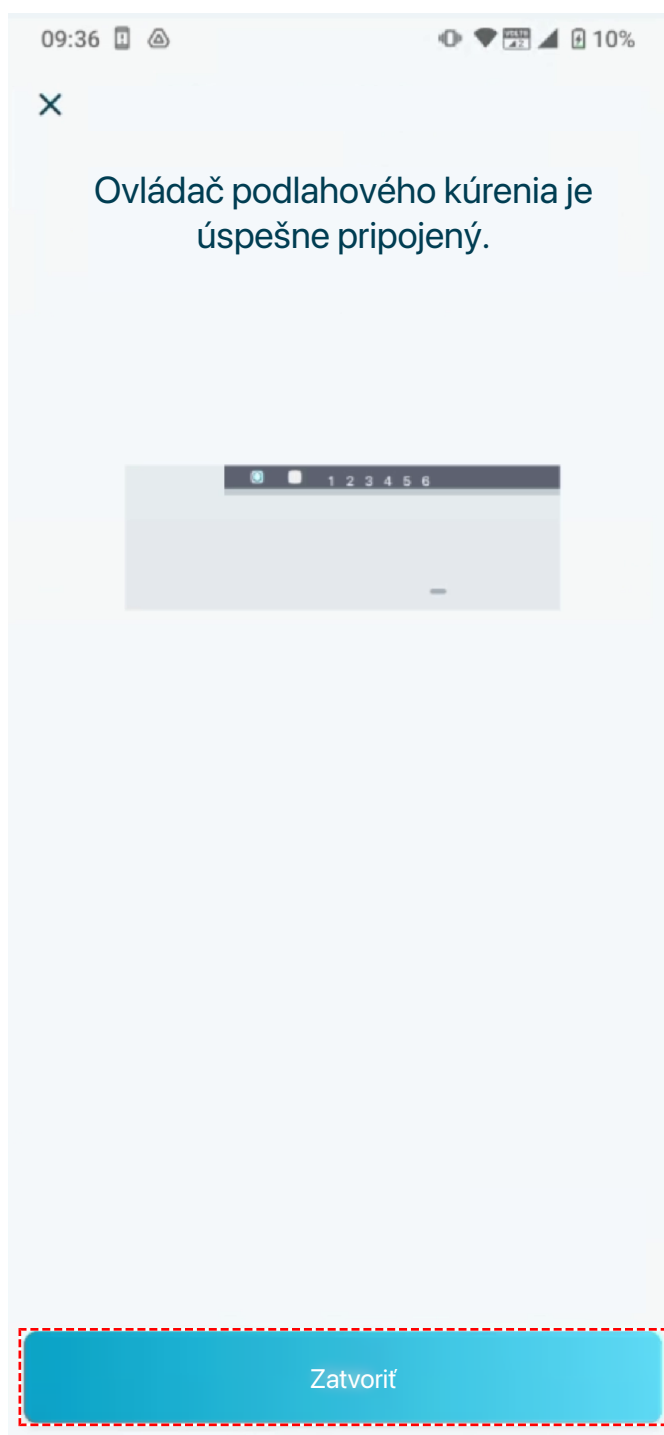 09:36
10%
Ovládač podlahového kúrenia je
úspešne pripojený.
1 2 3 4 5 6
Zatvoriť